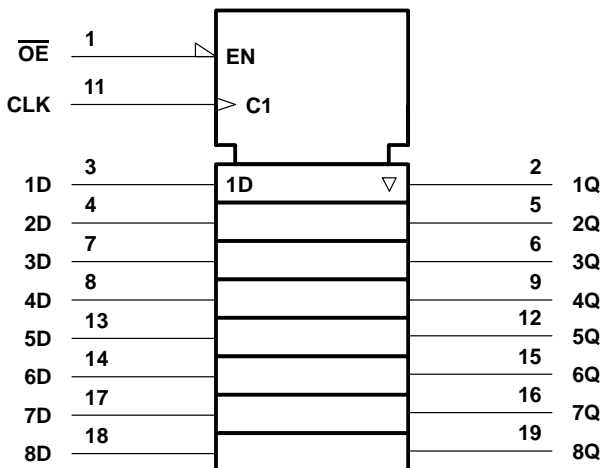 O̅E̅ 1 EN
CLK 11 C1
1D 3 1D 2 1Q
2D 4 5 2Q
3D 7 6 3Q
4D 8 9 4Q
5D 13 12 5Q
6D 14 15 6Q
7D 17 16 7Q
8D 18 19 8Q